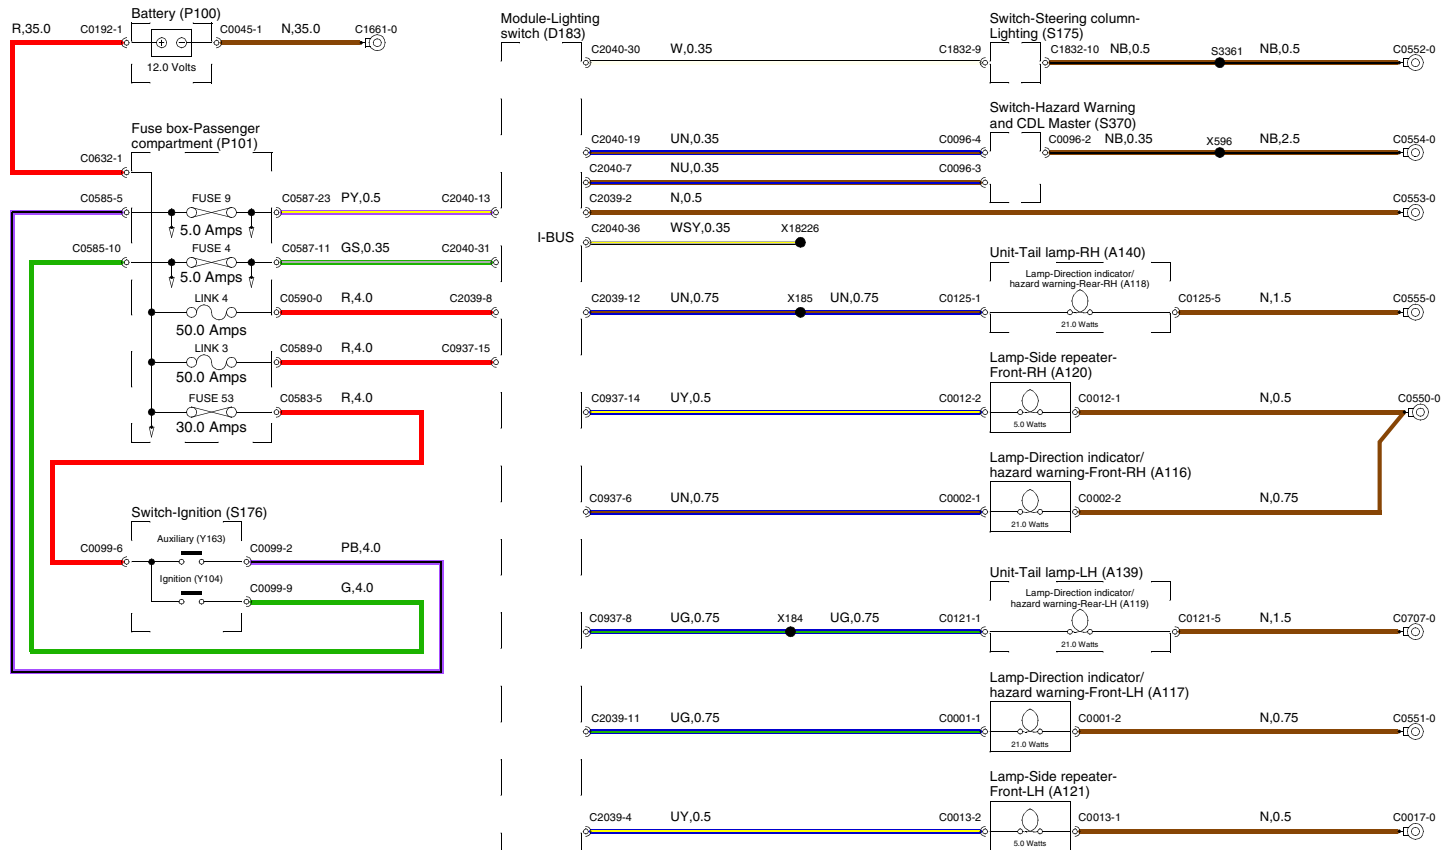 Battery (P100)
R,35.0 C0192-1 C0045-1 N,35.0 C1661-0
12.0 Volts
Fuse box-Passenger
compartment (P101)
C0632-1
C0585-5 FUSE 9 C0587-23 PY,0.5 C2040-13
5.0 Amps
C0585-10 FUSE 4 C0587-11 GS,0.35 C2040-31
5.0 Amps
LINK 4 C0590-0 R,4.0 C2039-8
50.0 Amps
LINK 3 C0589-0 R,4.0 C0937-15
50.0 Amps
FUSE 53 C0583-5 R,4.0
30.0 Amps
Switch-Ignition (S176)
Auxiliary (Y163)
C0099-6 C0099-2 PB,4.0
Ignition (Y104)
C0099-9 G,4.0
Module-Lighting
switch (D183)
Switch-Steering column-
Lighting (S175)
C2040-30 W,0.35 C1832-9 C1832-10 NB,0.5 S3361 NB,0.5 C0552-0
Switch-Hazard Warning
and CDL Master (S370)
C2040-19 UN,0.35 C0096-4 C0096-2 NB,0.35 X596 NB,2.5 C0554-0
C2040-7 NU,0.35 C0096-3
C2039-2 N,0.5 C0553-0
I-BUS C2040-36 WSY,0.35 X18226
Unit-Tail lamp-RH (A140)
Lamp-Direction indicator/
hazard warning-Rear-RH (A118)
C2039-12 UN,0.75 X185 UN,0.75 C0125-1 C0125-5 N,1.5 C0555-0
21.0 Watts
Lamp-Side repeater-
Front-RH (A120)
C0937-14 UY,0.5 C0012-2 C0012-1 N,0.5 C0550-0
5.0 Watts
Lamp-Direction indicator/
hazard warning-Front-RH (A116)
C0937-6 UN,0.75 C0002-1 C0002-2 N,0.75
21.0 Watts
Unit-Tail lamp-LH (A139)
Lamp-Direction indicator/
hazard warning-Rear-LH (A119)
C0937-8 UG,0.75 X184 UG,0.75 C0121-1 C0121-5 N,1.5 C0707-0
21.0 Watts
Lamp-Direction indicator/
hazard warning-Front-LH (A117)
C2039-11 UG,0.75 C0001-1 C0001-2 N,0.75 C0551-0
21.0 Watts
Lamp-Side repeater-
Front-LH (A121)
C2039-4 UY,0.5 C0013-2 C0013-1 N,0.5 C0017-0
5.0 Watts